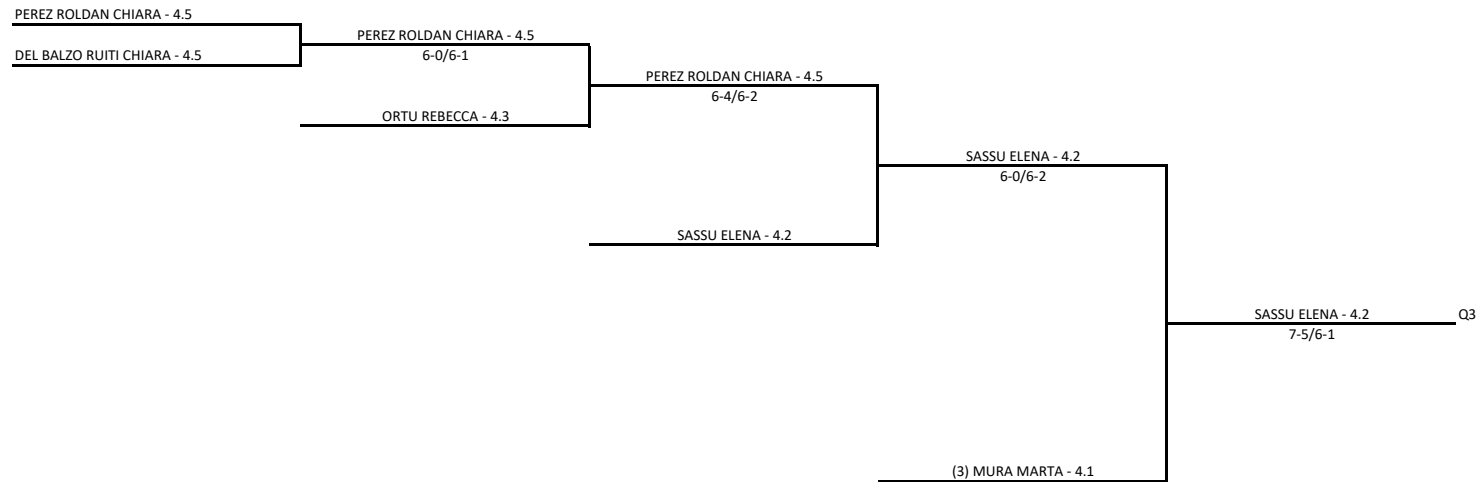 PEREZ ROLDAN CHIARA - 4.5
PEREZ ROLDAN CHIARA - 4.5
DEL BALZO RUITI CHIARA - 4.5
6-0/6-1
PEREZ ROLDAN CHIARA - 4.5
6-4/6-2
ORTU REBECCA - 4.3
SASSU ELENA - 4.2
6-0/6-2
SASSU ELENA - 4.2
SASSU ELENA - 4.2
Q3
7-5/6-1
(3) MURA MARTA - 4.1